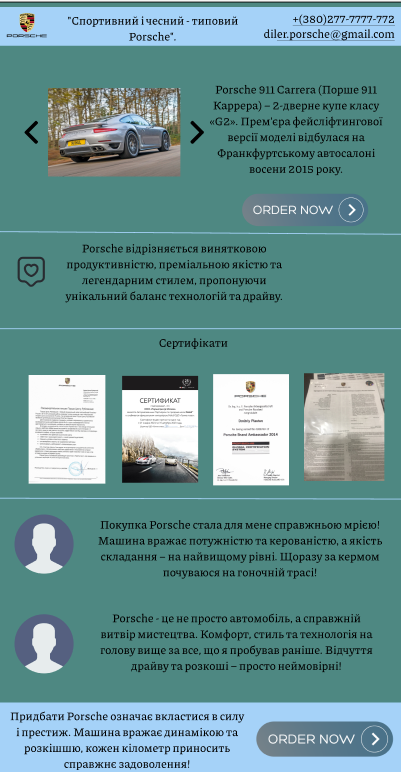 PORSCHE
"Спортивний і чесний - типовий
Porsche".
+(380)277-7777-772
diler.porsche@gmail.com
Porsche 911 Carrera (Порше 911
Каррера) – 2-дверне купе класу
«G2». Прем'єра фейсліфтингової
версії моделі відбулася на
Франкфуртському автосалоні
восени 2015 року.
ORDER NOW
Porsche відрізняється винятковою
продуктивністю, преміальною якістю та
легендарним стилем, пропонуючи
унікальний баланс технологій та драйву.
Сертифікати
СЕРТИФИКАТ
PORSCHE
Porsche Brand Ambassador 2014
Покупка Porsche стала для мене справжньою мрією!
Машина вражає потужністю та керованістю, а якість
складання – на найвищому рівні. Щоразу за кермом
почуваюся на гоночній трасі!
Porsche - це не просто автомобіль, а справжній
витвір мистецтва. Комфорт, стиль та технологія на
голову вище за все, що я пробував раніше. Відчуття
драйву та розкоші – просто неймовірні!
Придбати Porsche означає вкластися в силу
і престиж. Машина вражає динамікою та
розкішшю, кожен кілометр приносить
справжнє задоволення!
ORDER NOW